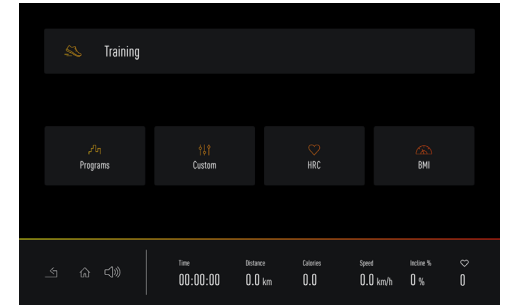 Training
Programs
Custom
HRC
BMI
Time
Distance
Calories
Speed
Incline %
00:00:00
0.0 km
0.0
0.0 km/h
0 %
0